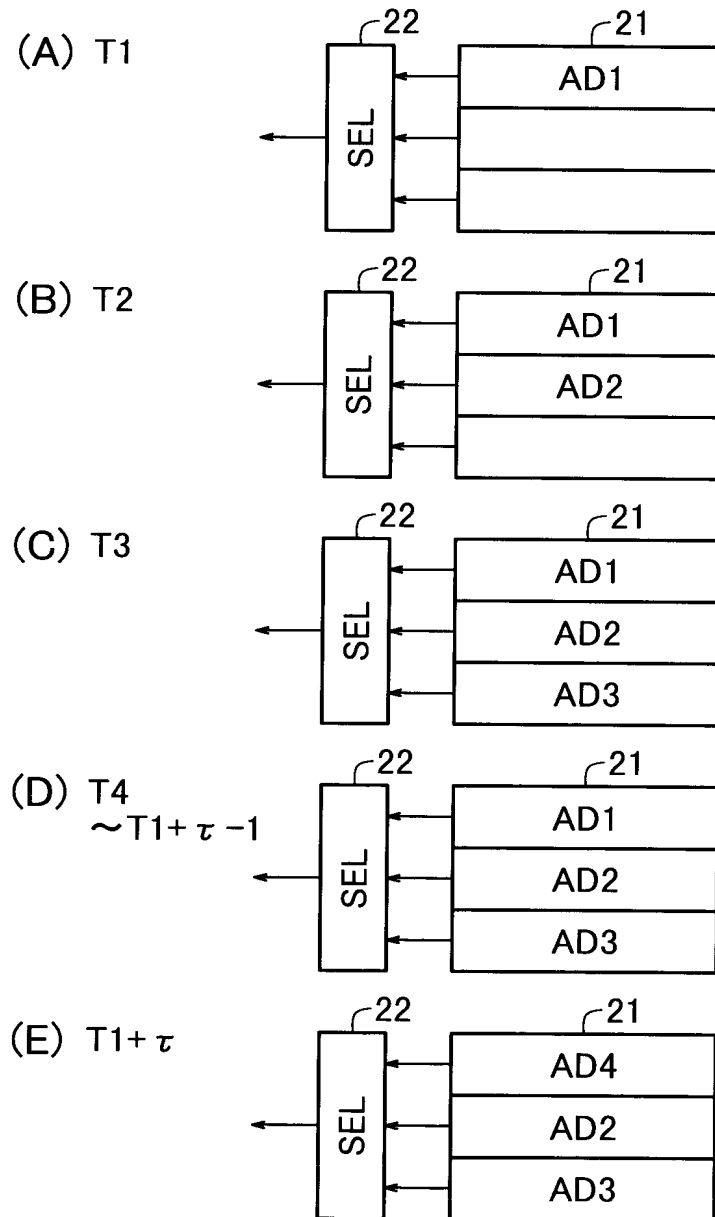 22 21
(A) T1
SEL
AD1
22 21
(B) T2
SEL
AD1
AD2
22 21
(C) T3
SEL
AD1
AD2
AD3
22 21
(D) T4
~T1+τ-1
SEL
AD1
AD2
AD3
22 21
(E) T1+τ
SEL
AD4
AD2
AD3